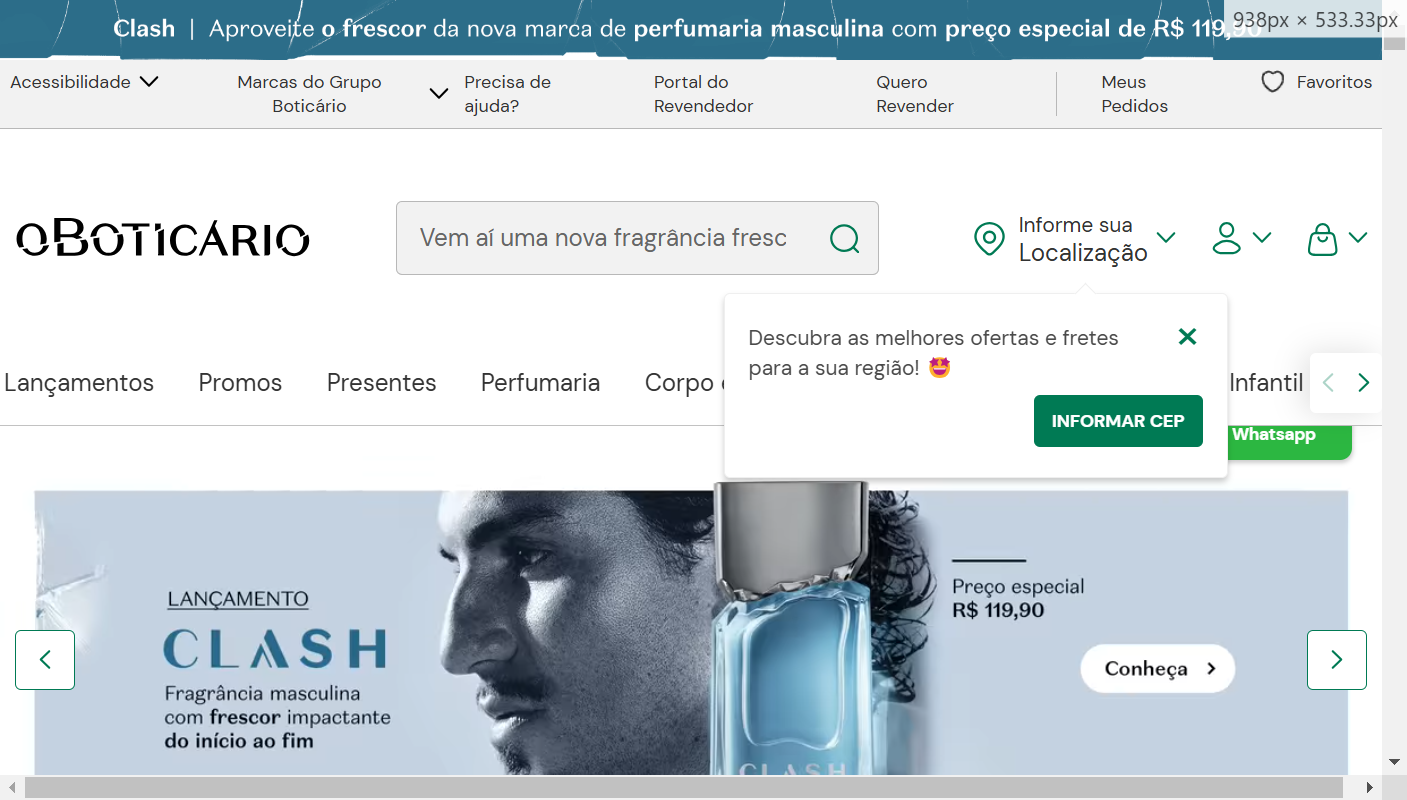 Clash | Aproveite o frescor da nova marca de perfumaria masculina com preço especial de R$ 119,90
938px × 533.33px
Acessibilidade
Marcas do Grupo
Boticário
Precisa de
ajuda?
Portal do
Revendedor
Quero
Revender
Meus
Pedidos
Favoritos
oBoticário
Vem aí uma nova fragrância fresc
Informe sua
Localização
Descubra as melhores ofertas e fretes
para a sua região!
INFORMAR CEP
Lançamentos
Promos
Presentes
Perfumaria
Corpo
Infantil
Whatsapp
LANÇAMENTO
CLASH
Fragrância masculina
com frescor impactante
do início ao fim
Preço especial
R$ 119,90
Conheça
CLASH